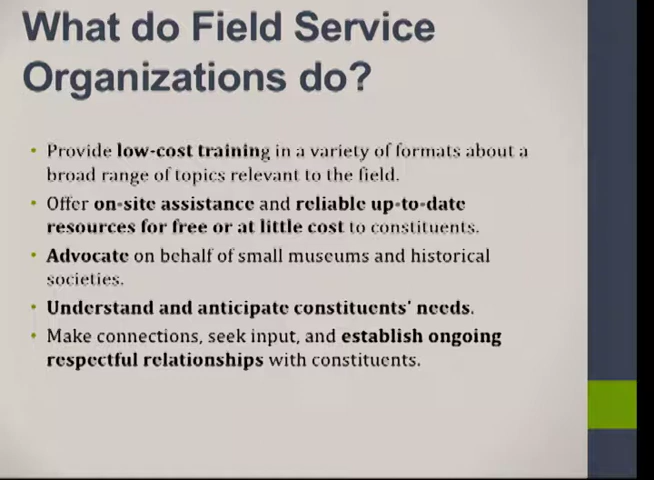 What do Field Service
Organizations do?
• Provide low-cost training in a variety of formats about a
broad range of topics relevant to the field.
• Offer on-site assistance and reliable up-to-date
resources for free or at little cost to constituents.
• Advocate on behalf of small museums and historical
societies.
• Understand and anticipate constituents' needs.
• Make connections, seek input, and establish ongoing
respectful relationships with constituents.